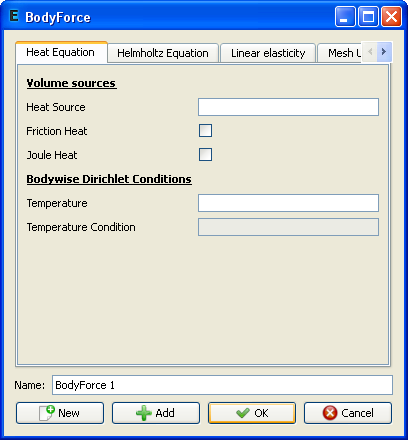 E BodyForce
Heat Equation Helmholtz Equation Linear elasticity Mesh U
Volume sources
Heat Source
Friction Heat
Joule Heat
Bodywise Dirichlet Conditions
Temperature
Temperature Condition
Name: BodyForce 1
New Add OK Cancel